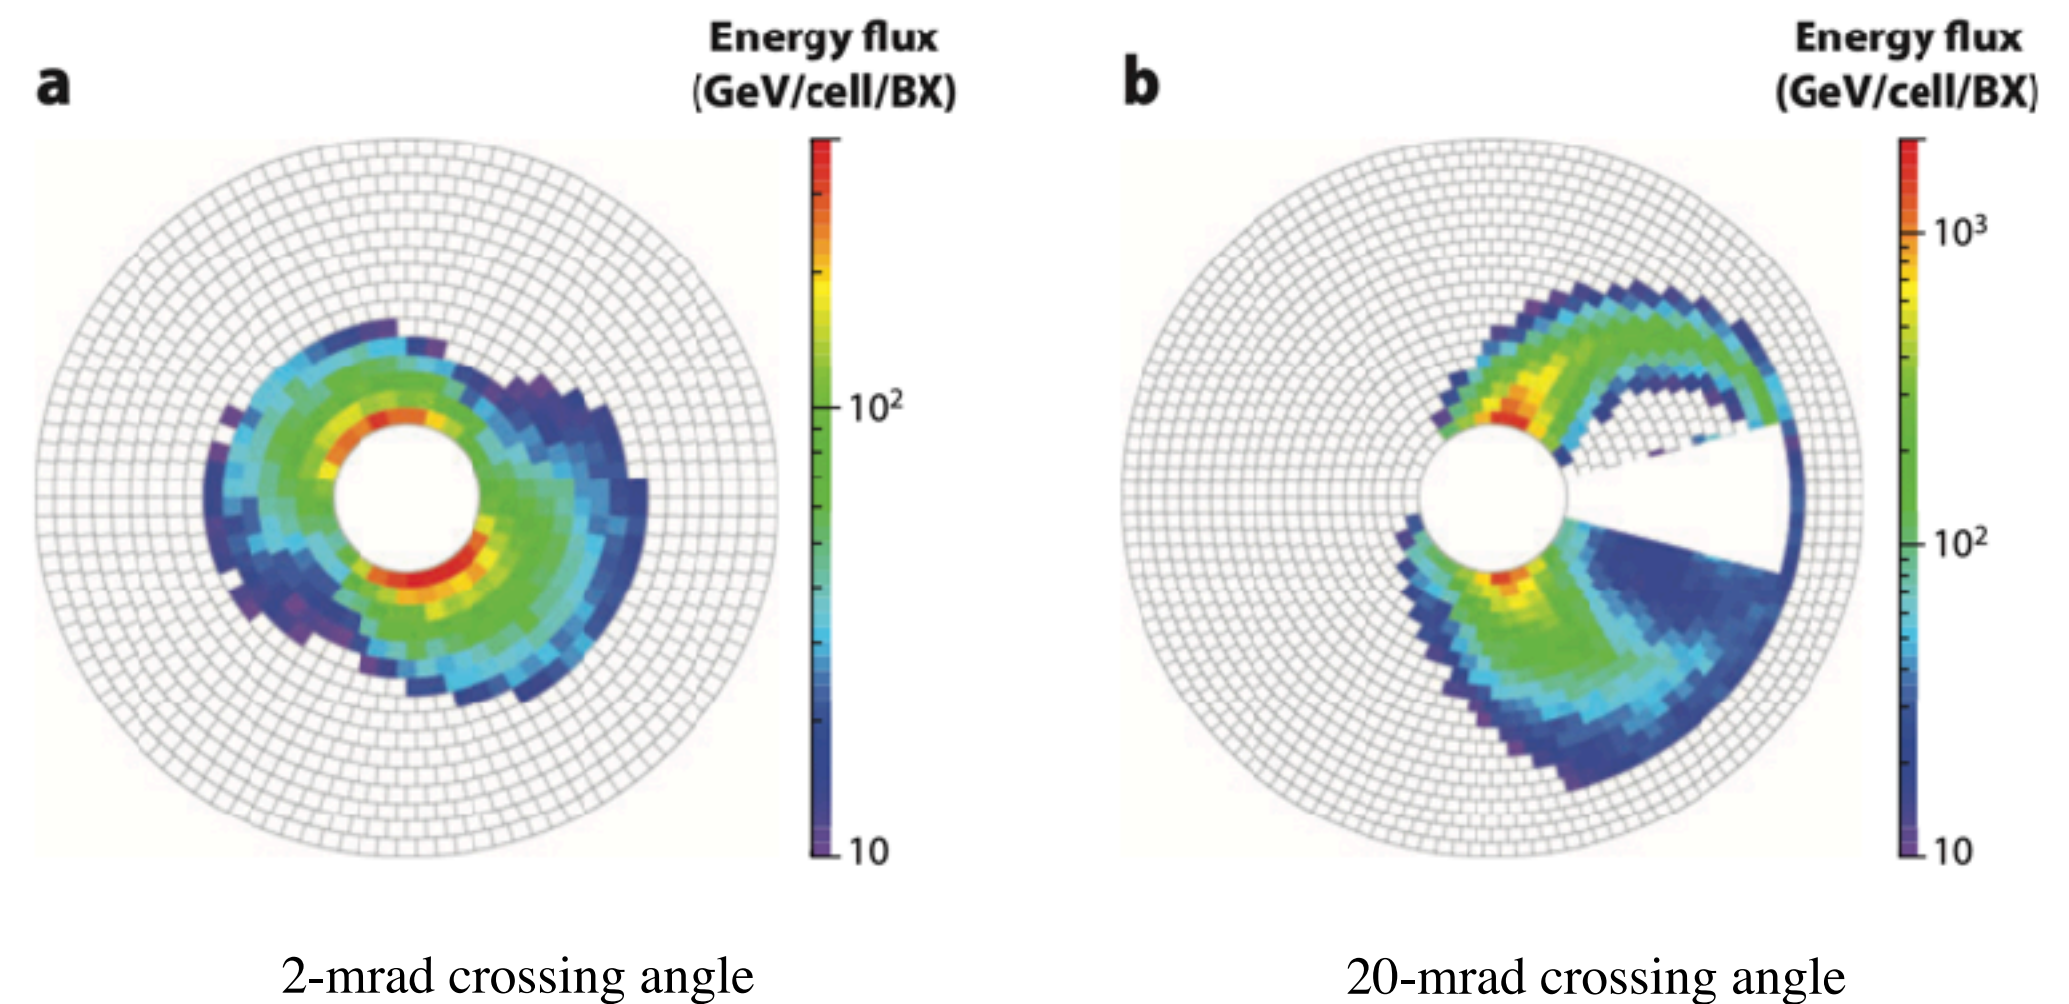 a
Energy flux
(GeV/cell/BX)
10²
10
2-mrad crossing angle
b
Energy flux
(GeV/cell/BX)
10³
10²
10
20-mrad crossing angle